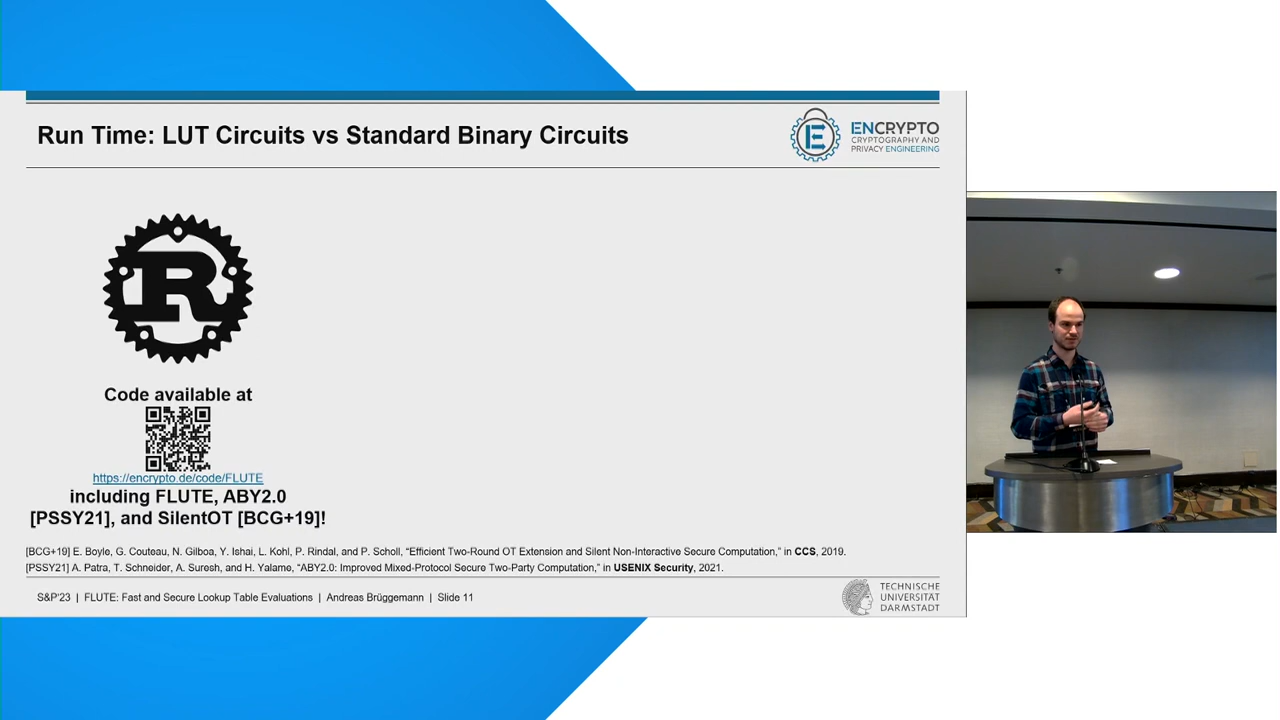 Run Time: LUT Circuits vs Standard Binary Circuits
ENCRYPTO
CRYPTOGRAPHY AND
PRIVACY ENGINEERING
R
Code available at
https://encrypto.de/code/FLUTE
including FLUTE, ABY2.0
[PSSY21], and SilentOT [BCG+19]!
[BCG+19] E. Boyle, G. Couteau, N. Gilboa, Y. Ishai, L. Kohl, P. Rindal, and P. Scholl, “Efficient Two-Round OT Extension and Silent Non-Interactive Secure Computation,” in CCS, 2019.
[PSSY21] A. Patra, T. Schneider, A. Suresh, and H. Yalame, “ABY2.0: Improved Mixed-Protocol Secure Two-Party Computation,” in USENIX Security, 2021.
S&P'23 | FLUTE: Fast and Secure Lookup Table Evaluations | Andreas Brüggemann | Slide 11
TECHNISCHE
UNIVERSITÄT
DARMSTADT